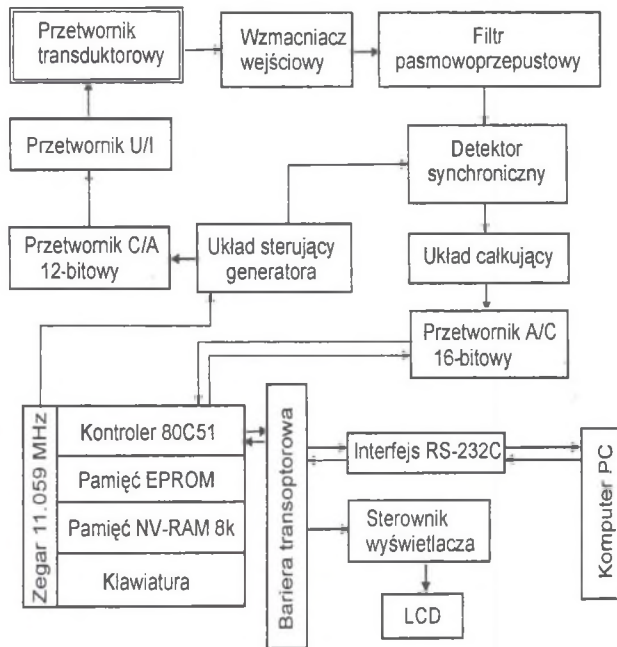 Przetwornik
transduktorowy
Wzmacniacz
wejściowy
Filtr
pasmowoprzepustowy
Przetwornik U/I
Detektor
synchroniczny
Przetwornik C/A
12-bitowy
Układ sterujący
generatora
Układ całkujący
Przetwornik A/C
16-bitowy
Zegar 11.059 MHz
Kontroler 80C51
Pamięć EPROM
Pamięć NV-RAM 8k
Klawiatura
Bariera transoptorowa
Interfejs RS-232C
Sterownik
wyświetlacza
LCD
Komputer PC